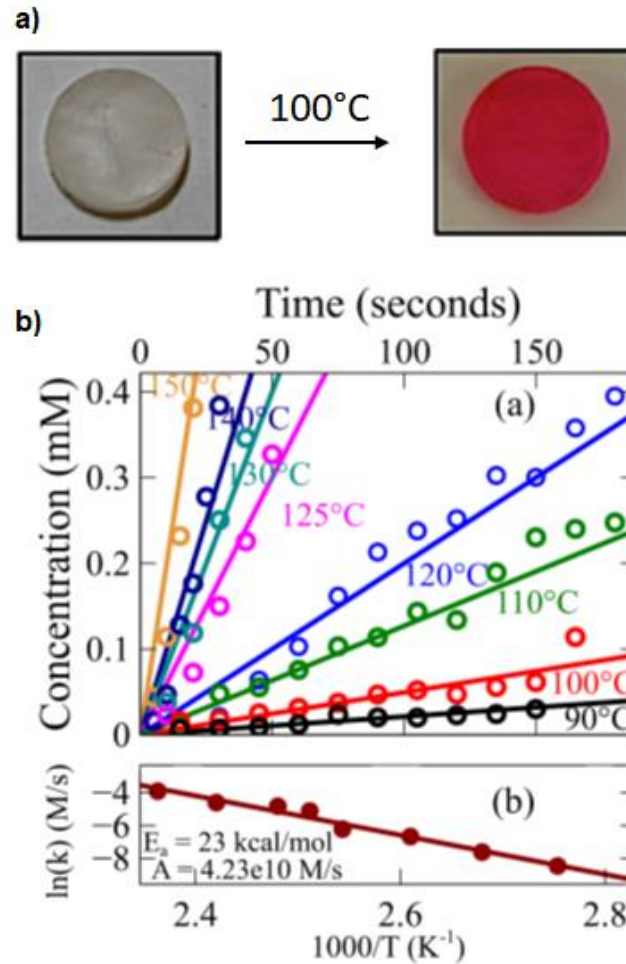 a)
100°C
b)
Time (seconds)
0 50 100 150
Concentration (mM)
0.4
0.3
0.2
0.1
0
(a)
150°C
140°C
130°C
125°C
120°C
110°C
100°C
90°C
ln(k) (M/s)
−4
−6
−8
(b)
Eₐ = 23 kcal/mol
A = 4.23e10 M/s
2.4 2.6 2.8
1000/T (K⁻¹)